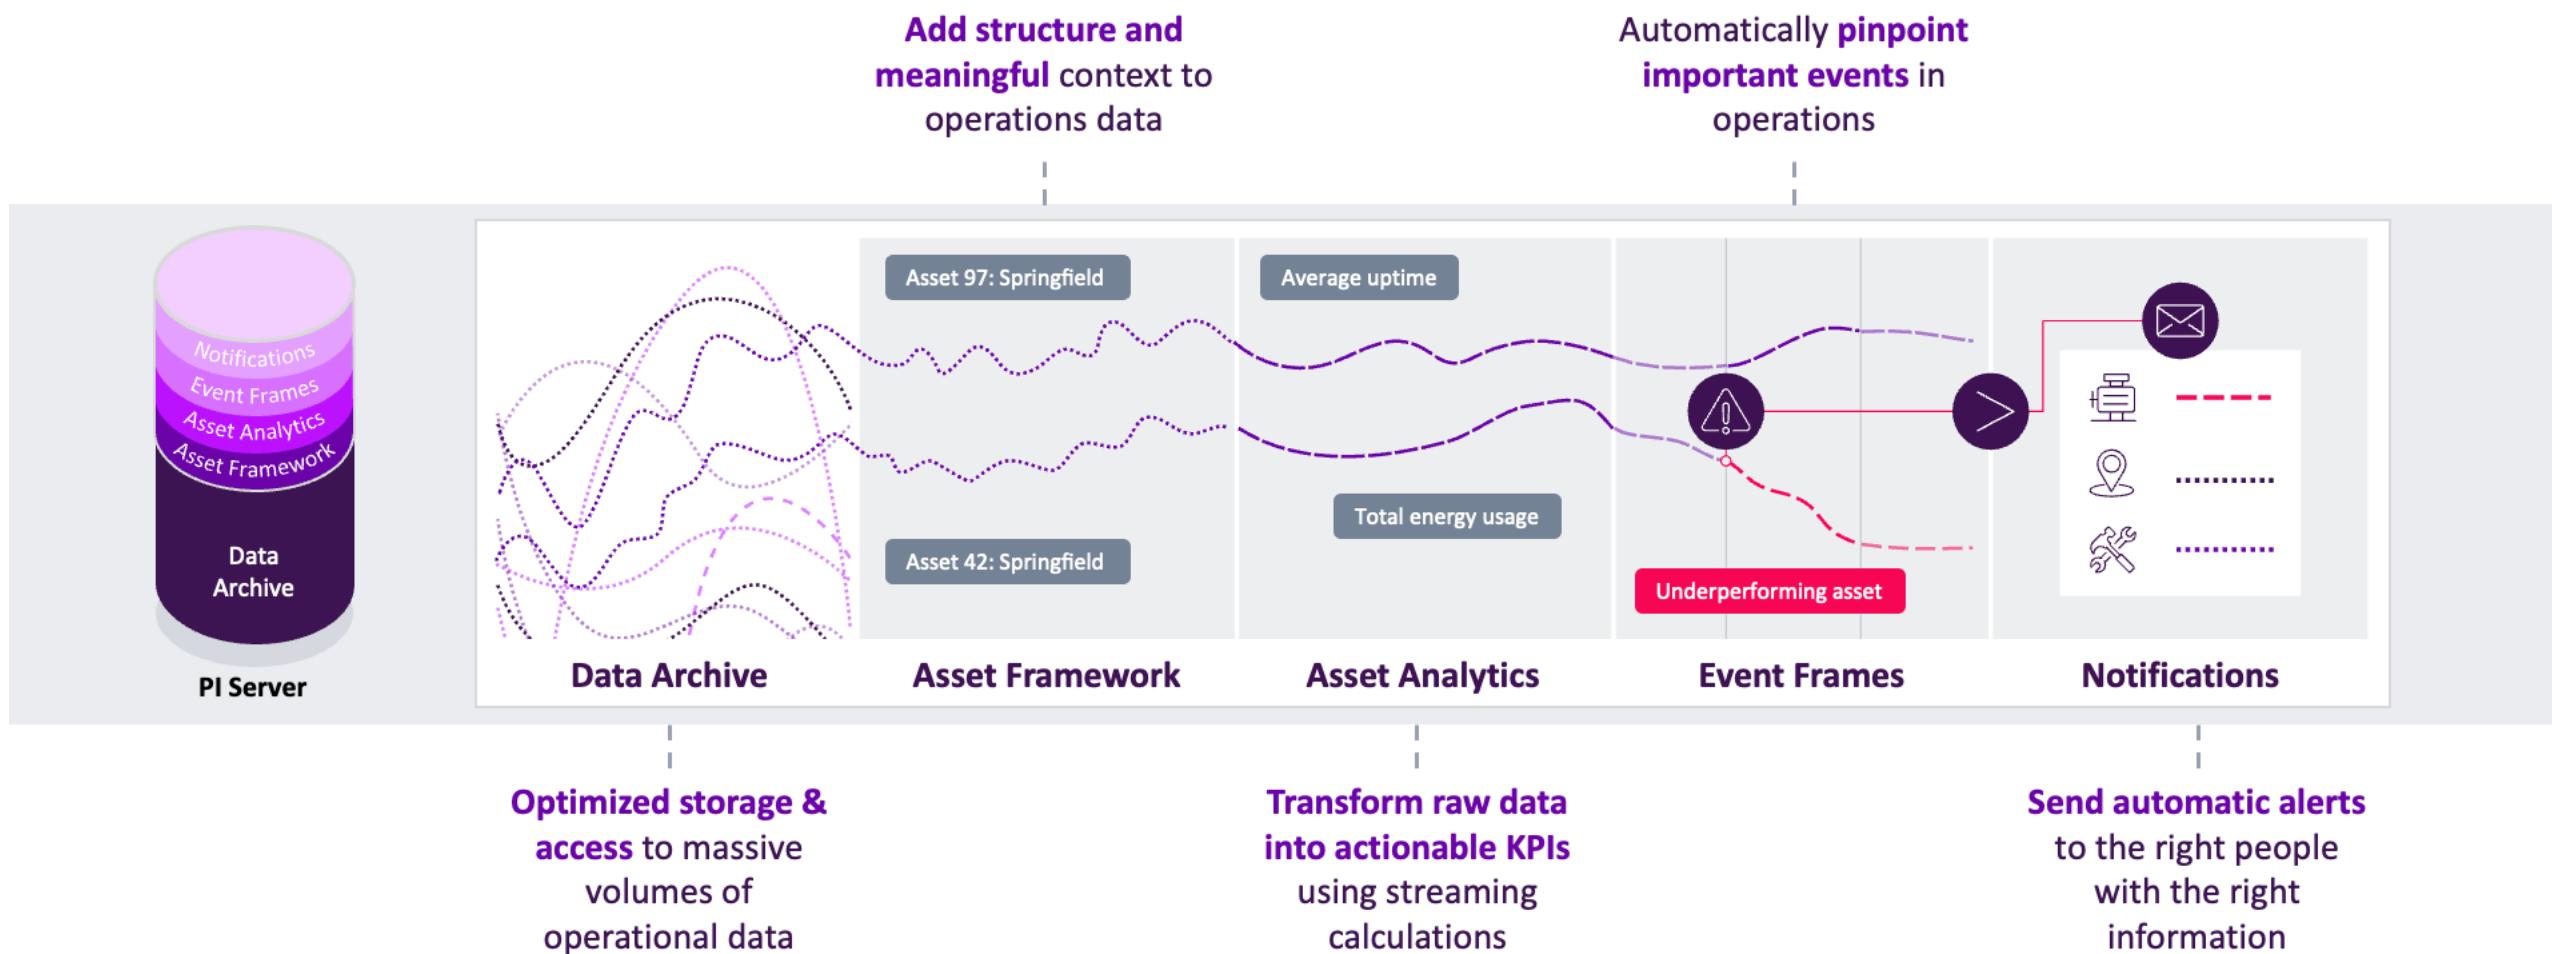 Add structure and
meaningful context to
operations data
Automatically pinpoint
important events in
operations
Notifications
Event Frames
Asset Analytics
Asset Framework
Data
Archive
PI Server
Asset 97: Springfield
Average uptime
Total energy usage
Asset 42: Springfield
Underperforming asset
Data Archive
Asset Framework
Asset Analytics
Event Frames
Notifications
Optimized storage &
access to massive
volumes of
operational data
Transform raw data
into actionable KPIs
using streaming
calculations
Send automatic alerts
to the right people
with the right
information